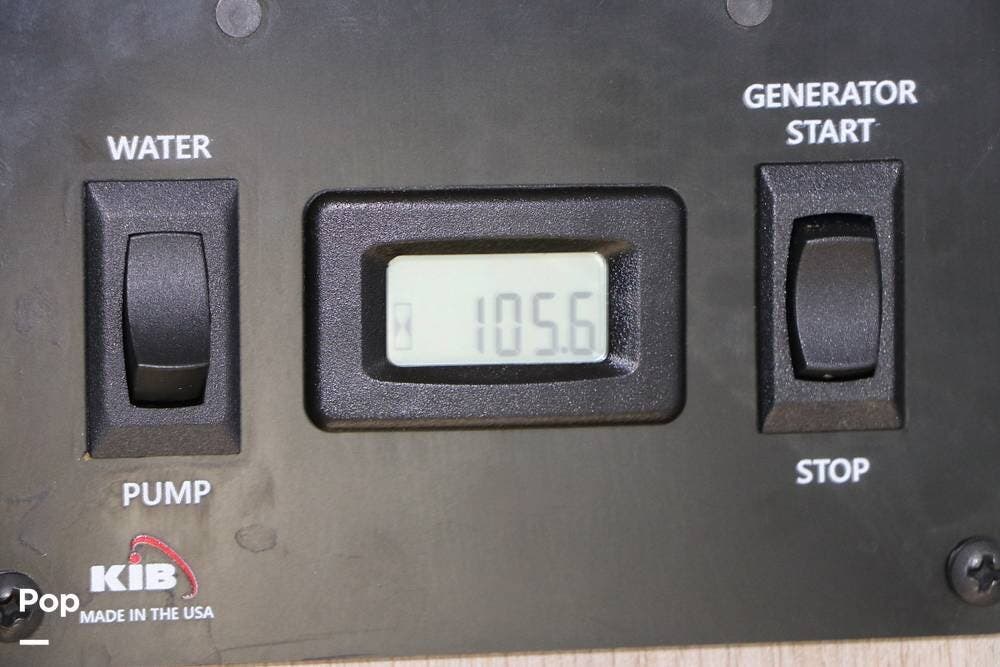 WATER
PUMP
105.6
GENERATOR
START
STOP
KIB
MADE IN THE USA
Pop